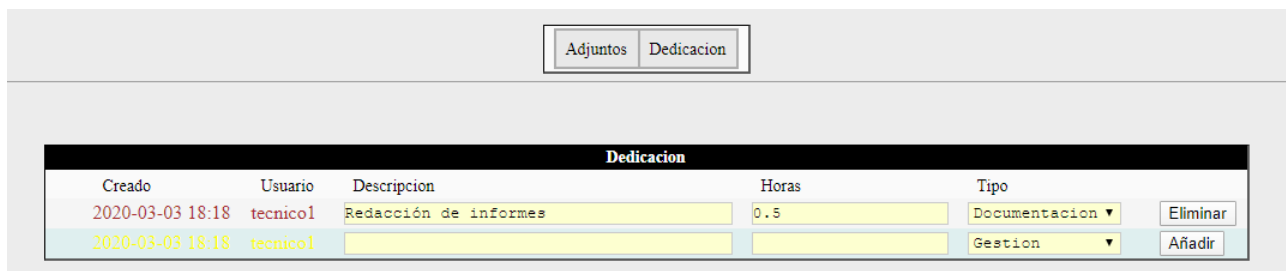 Adjuntos Dedicacion
Dedicacion
Creado Usuario Descripcion Horas Tipo
2020-03-03 18:18 tecnico1 Redacción de informes 0.5 Documentacion Eliminar
2020-03-03 18:18 tecnico1 Gestion Añadir